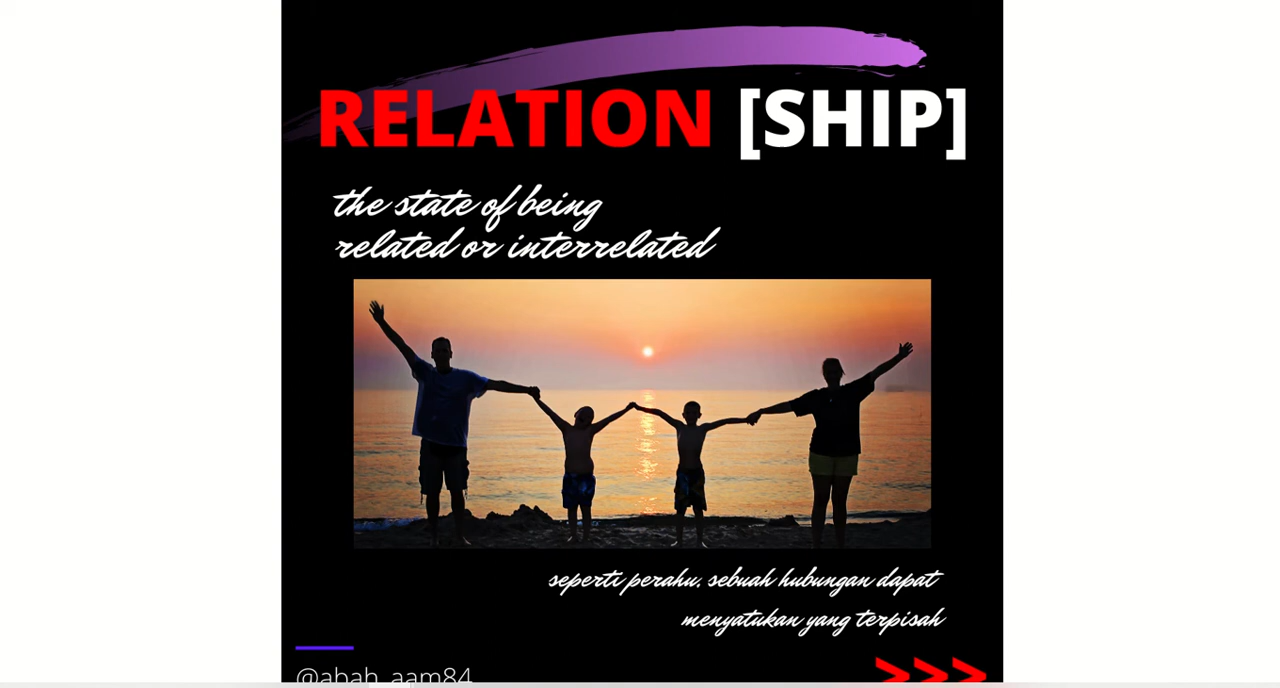 RELATION [SHIP]
the state of being
related or interrelated
seperti perahu, sebuah hubungan dapat
menyatukan yang terpisah
@abah_aam84
>>>